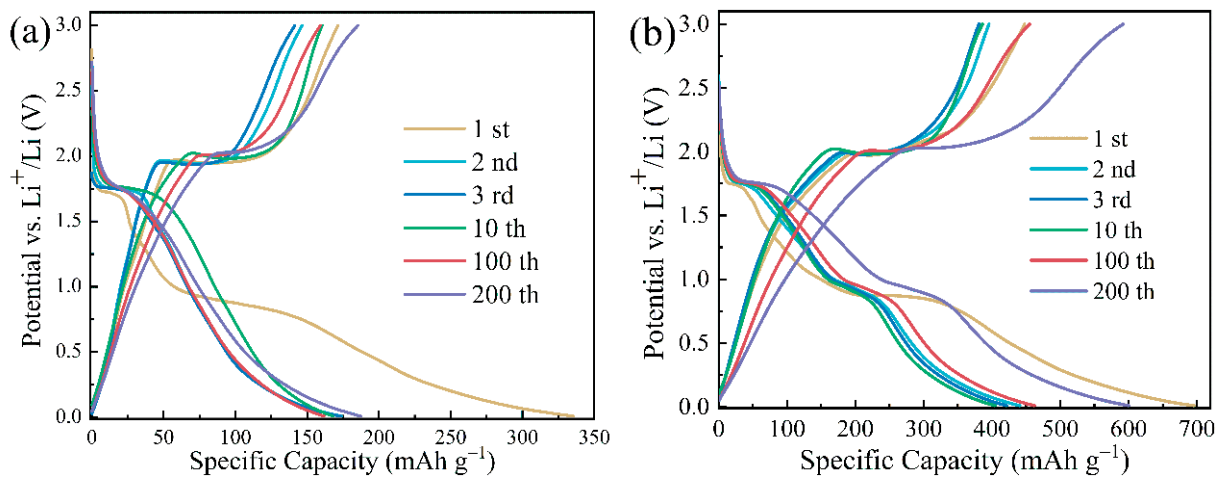 (a)
Potential vs. Li⁺/Li (V)
3.0
2.5
2.0
1.5
1.0
0.5
0.0
1 st
2 nd
3 rd
10 th
100 th
200 th
0 50 100 150 200 250 300 350
Specific Capacity (mAh g⁻¹)
(b)
Potential vs. Li⁺/Li (V)
3.0
2.5
2.0
1.5
1.0
0.5
0.0
1 st
2 nd
3 rd
10 th
100 th
200 th
0 100 200 300 400 500 600 700
Specific Capacity (mAh g⁻¹)